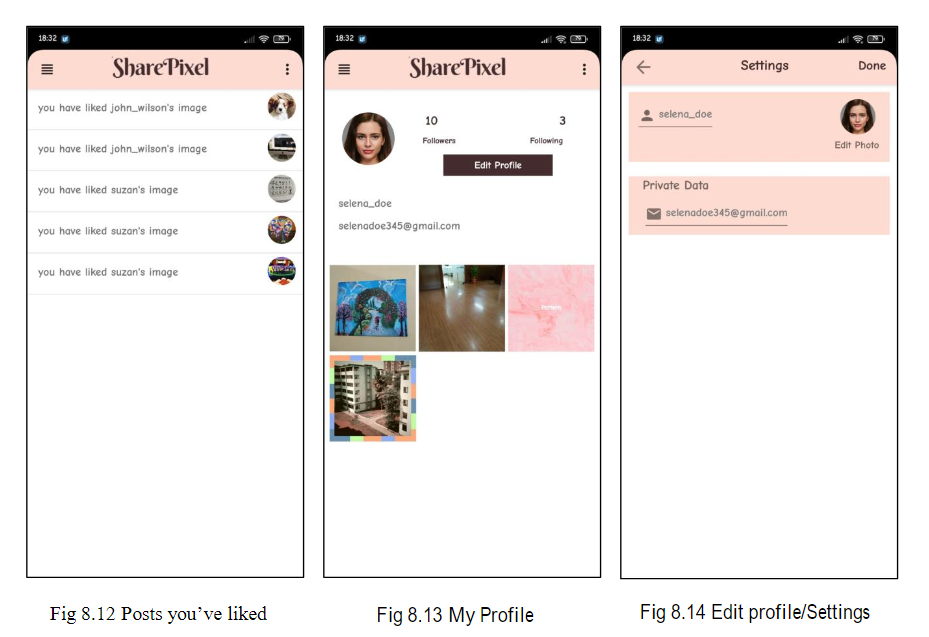 18:32
79
SharePixel
you have liked john_wilson's image
you have liked john_wilson's image
you have liked suzan's image
you have liked suzan's image
you have liked suzan's image
Fig 8.12 Posts you've liked
18:32
79
SharePixel
10
3
Followers
Following
Edit Profile
selena_doe
selenadoe345@gmail.com
Fig 8.13 My Profile
18:32
79
Settings
Done
selena_doe
Edit Photo
Private Data
selenadoe345@gmail.com
Fig 8.14 Edit profile/Settings